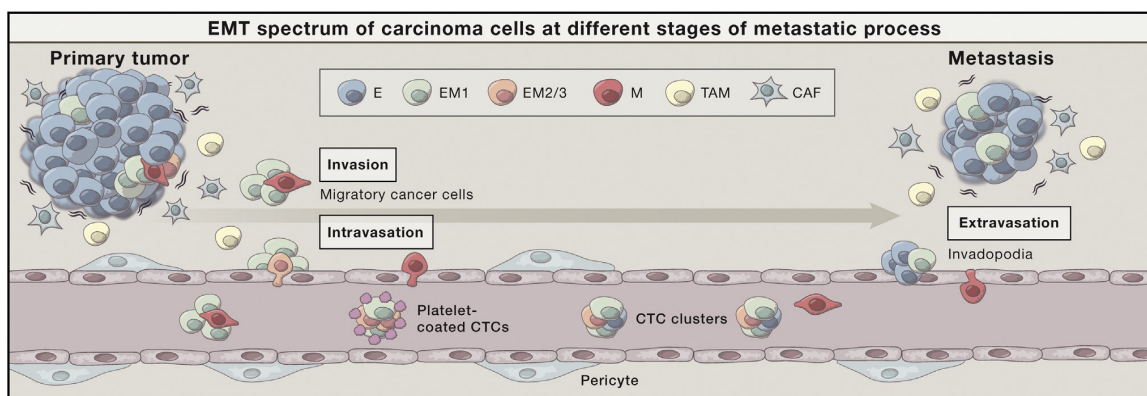 EMT spectrum of carcinoma cells at different stages of metastatic process
Primary tumor
Metastasis
E
EM1
EM2/3
M
TAM
CAF
Invasion
Migratory cancer cells
Intravasation
Extravasation
Invadopodia
Platelet-
coated CTCs
CTC clusters
Pericyte